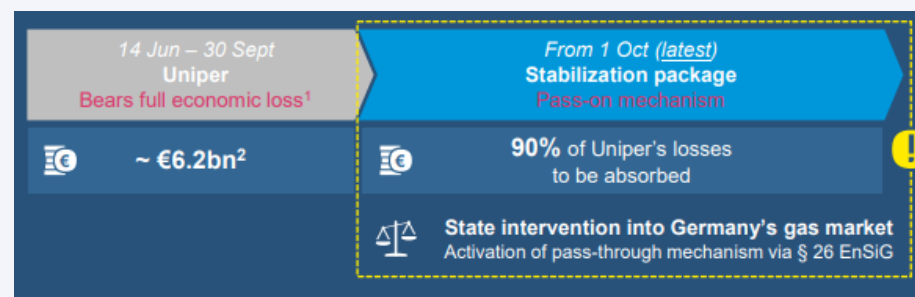 14 Jun – 30 Sept
Uniper
Bears full economic loss1
~ €6.2bn2
From 1 Oct (latest)
Stabilization package
Pass-on mechanism
90% of Uniper's losses
to be absorbed
!
State intervention into Germany's gas market
Activation of pass-through mechanism via § 26 EnSiG